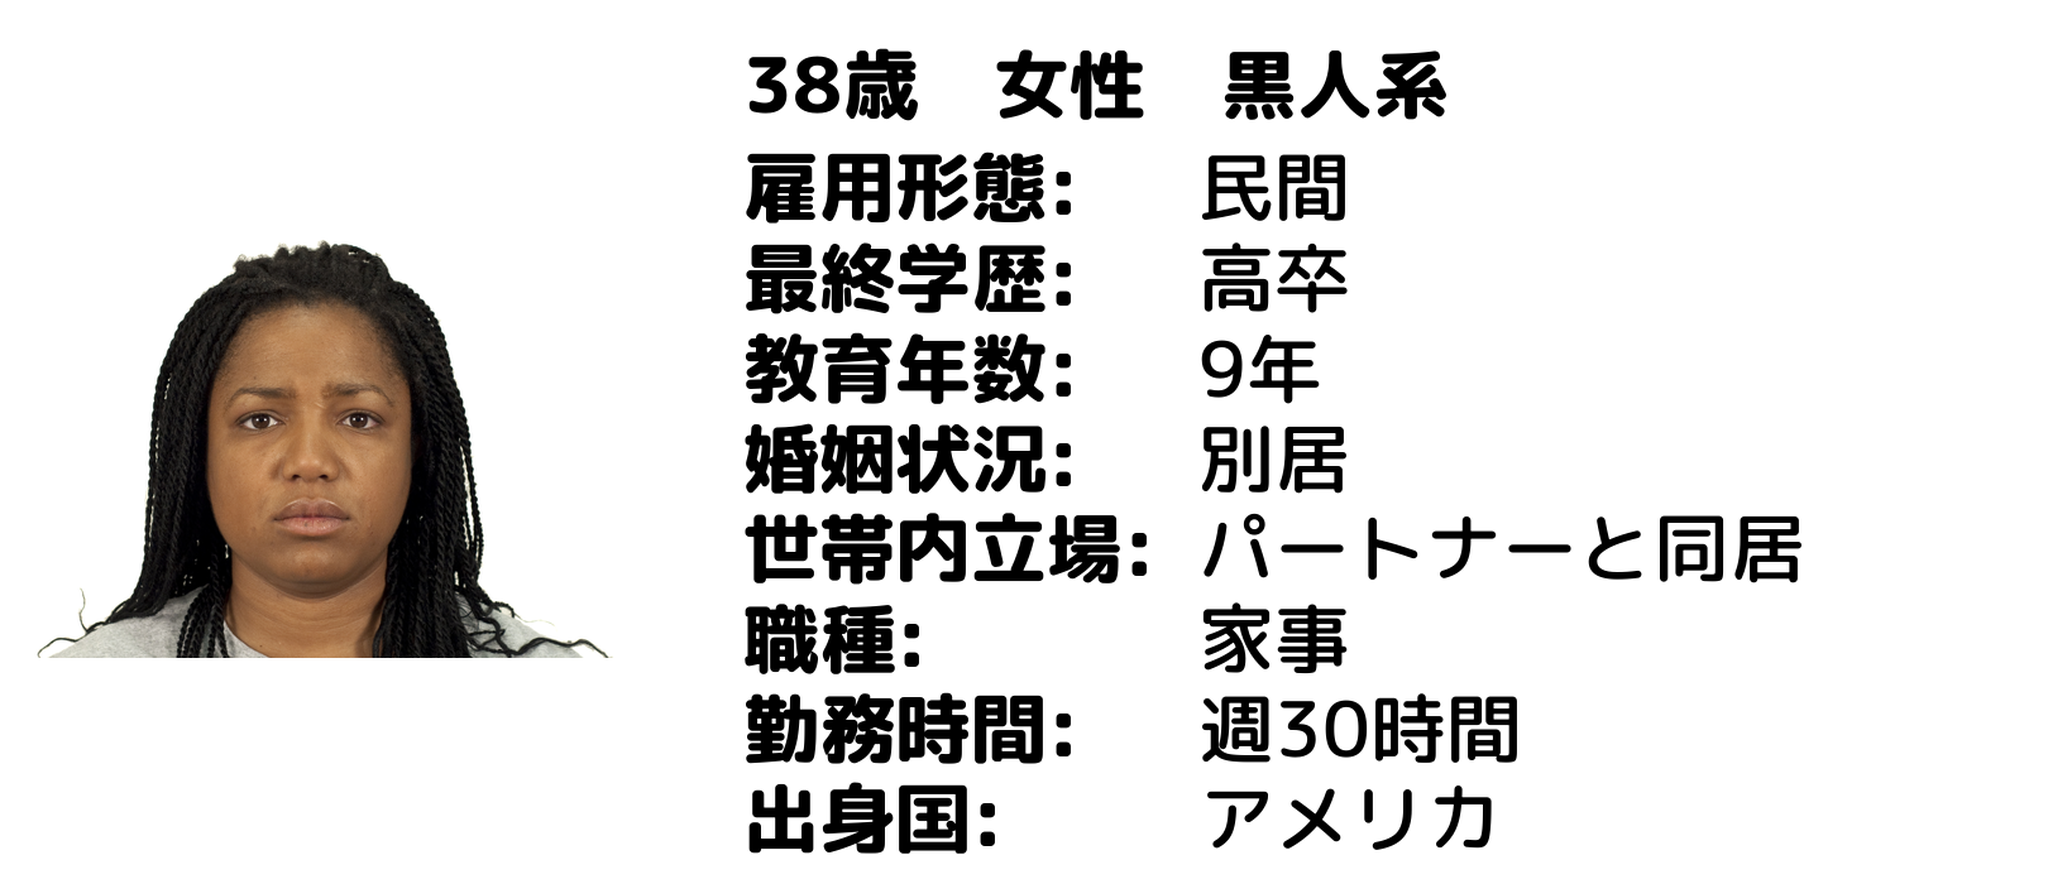 38歳　女性　黒人系
雇用形態:　民間
最終学歴:　高卒
教育年数:　9年
婚姻状況:　別居
世帯内立場:　パートナーと同居
職種:　家事
勤務時間:　週30時間
出身国:　アメリカ